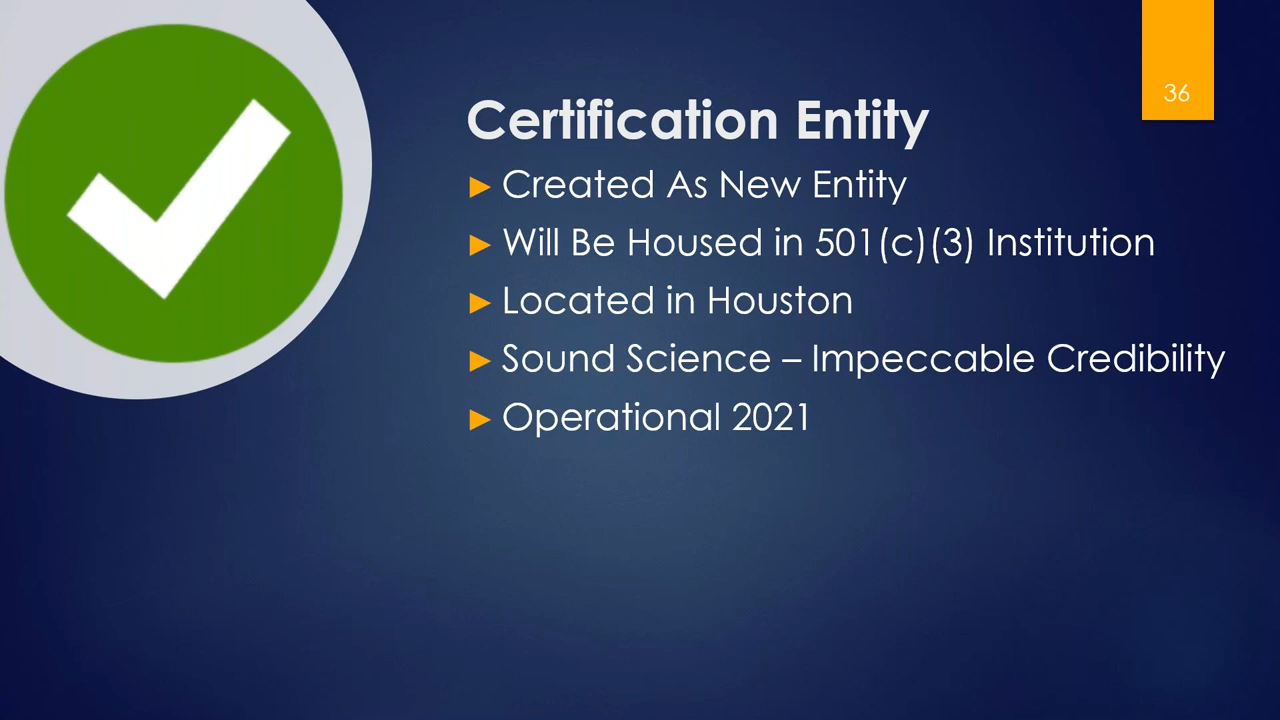 36
Certification Entity
► Created As New Entity
► Will Be Housed in 501(c)(3) Institution
► Located in Houston
► Sound Science – Impeccable Credibility
► Operational 2021